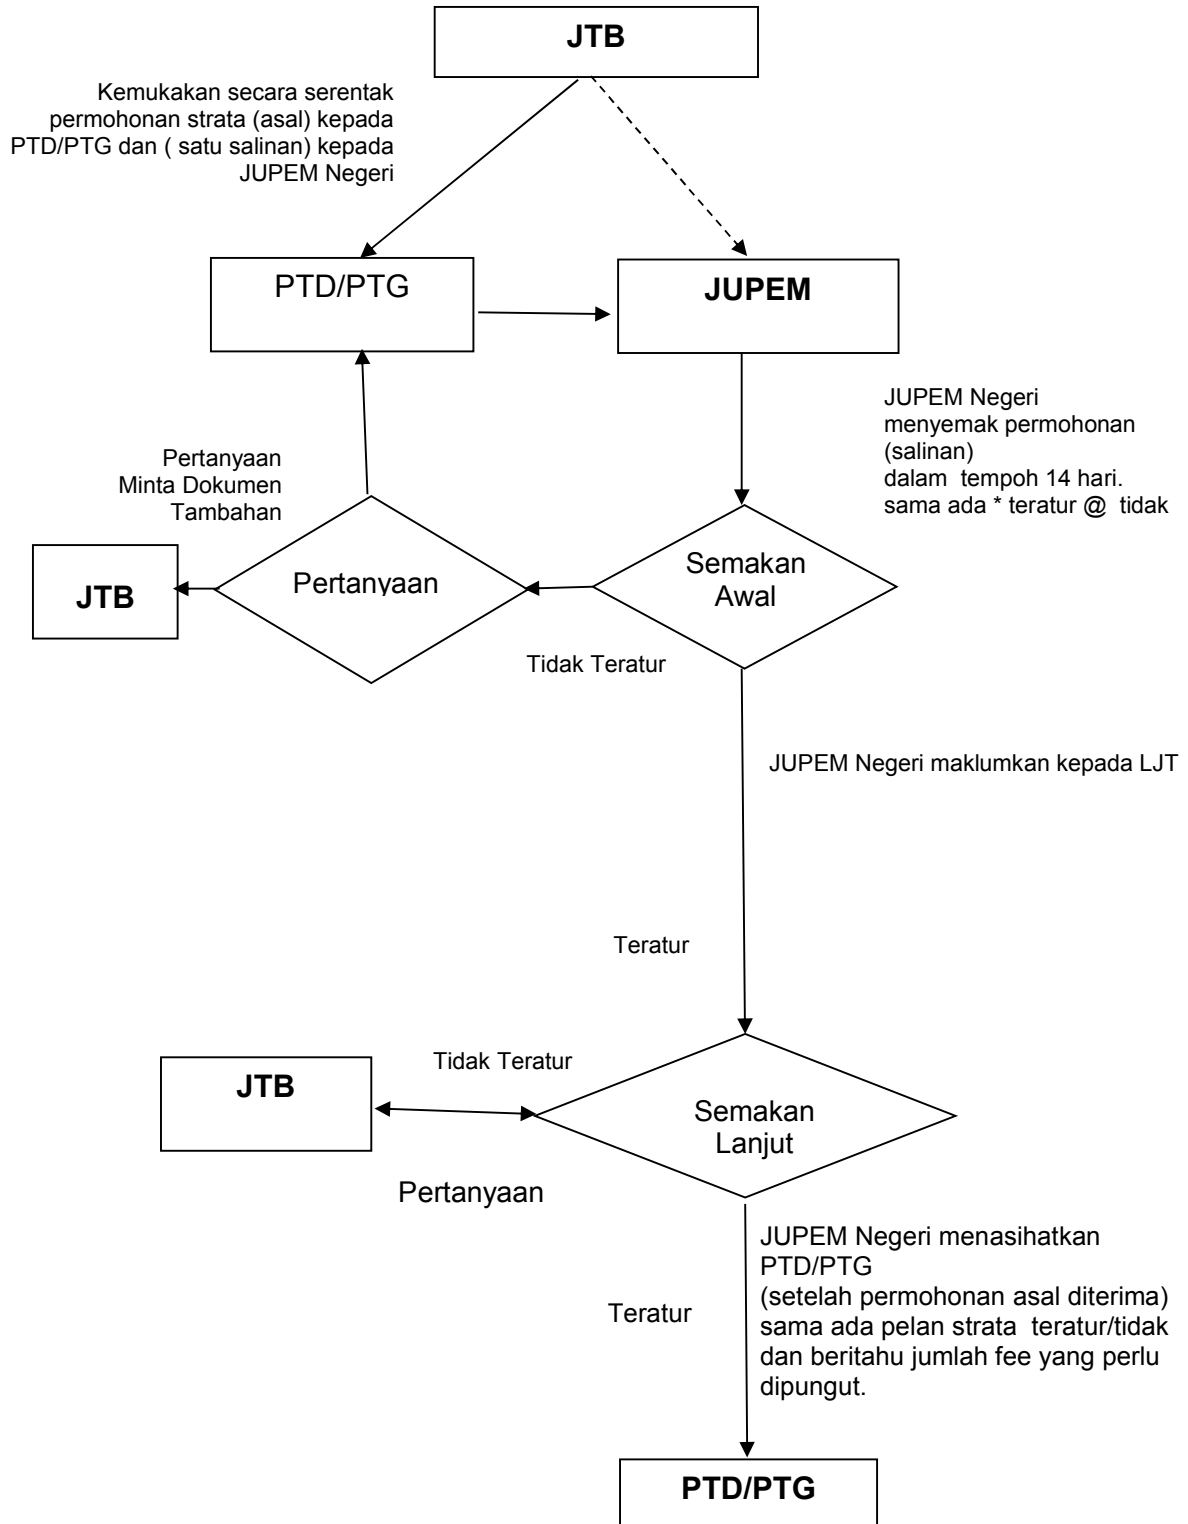 JTB
Kemukakan secara serentak
permohonan strata (asal) kepada
PTD/PTG dan ( satu salinan) kepada
JUPEM Negeri
PTD/PTG
JUPEM
JUPEM Negeri
menyemak permohonan
(salinan)
dalam tempoh 14 hari.
sama ada * teratur @ tidak
Pertanyaan
Minta Dokumen
Tambahan
JTB
Pertanyaan
Semakan
Awal
Tidak Teratur
JUPEM Negeri maklumkan kepada LJT
Teratur
JTB
Tidak Teratur
Semakan
Lanjut
Pertanyaan
JUPEM Negeri menasihatkan
PTD/PTG
(setelah permohonan asal diterima)
sama ada pelan strata teratur/tidak
dan beritahu jumlah fee yang perlu
dipungut.
Teratur
PTD/PTG